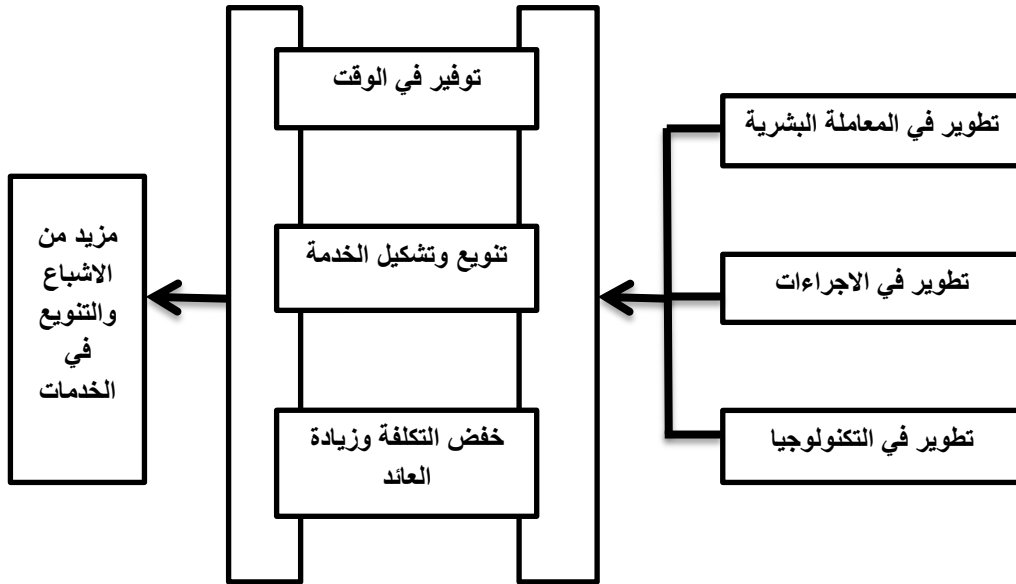 تطوير في المعاملة البشرية
تطوير في الاجراءات
تطوير في التكنولوجيا
توفير في الوقت
تنويع وتشكيل الخدمة
خفض التكلفة وزيادة
العائد
مزيد من
الاشباع
والتنويع
في
الخدمات